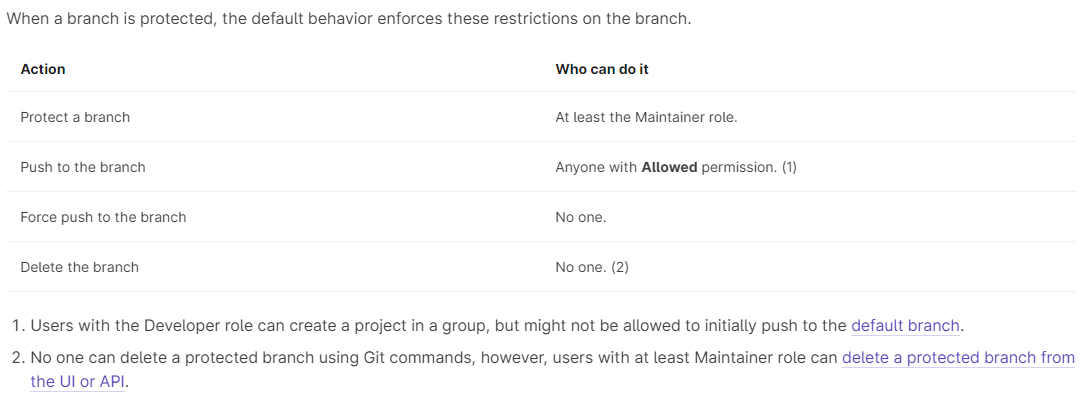 When a branch is protected, the default behavior enforces these restrictions on the branch.
Action Who can do it
Protect a branch At least the Maintainer role.
Push to the branch Anyone with Allowed permission. (1)
Force push to the branch No one.
Delete the branch No one. (2)
1. Users with the Developer role can create a project in a group, but might not be allowed to initially push to the default branch.
2. No one can delete a protected branch using Git commands, however, users with at least Maintainer role can delete a protected branch from
the UI or API.